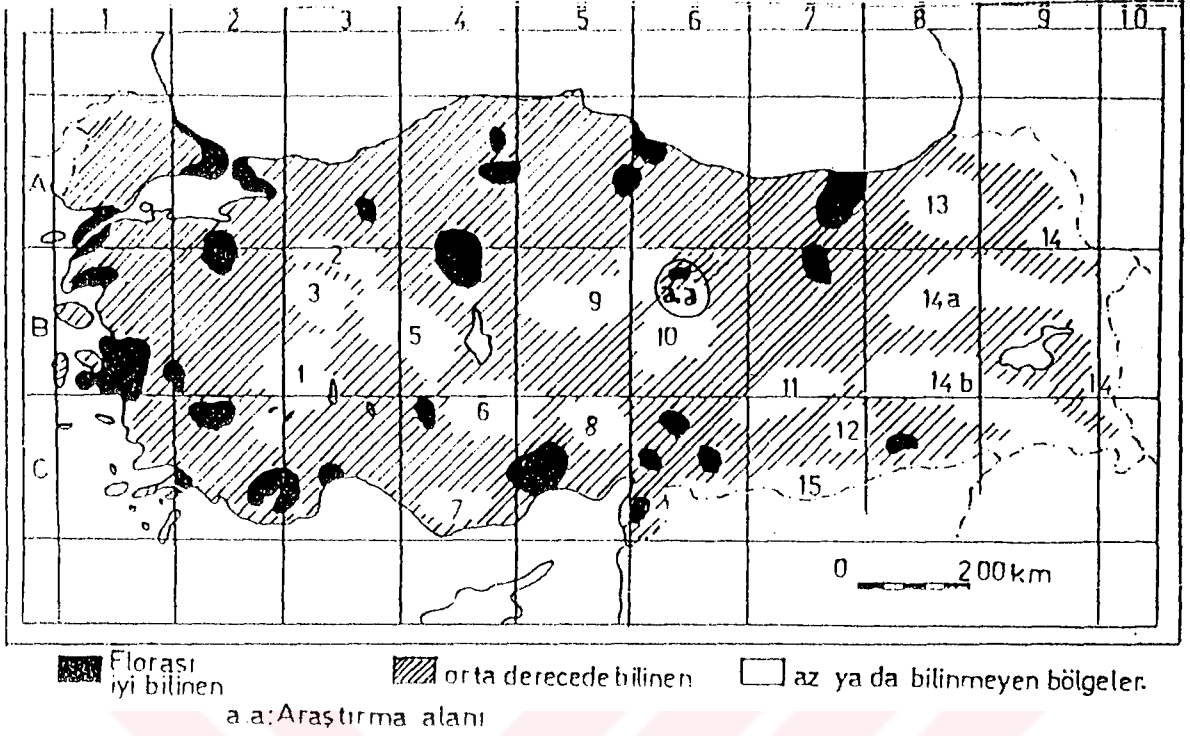 1 2 3 4 5 6 7 8 9 10
A
13
14
2
3
a.a
14a
9
B
5
10
1
11
14b
14
6
8
12
C
7
15
0 200km
Florası
iyi bilinen
orta derecede bilinen
az ya da bilinmeyen bölgeler.
a.a:Araştırma alanı